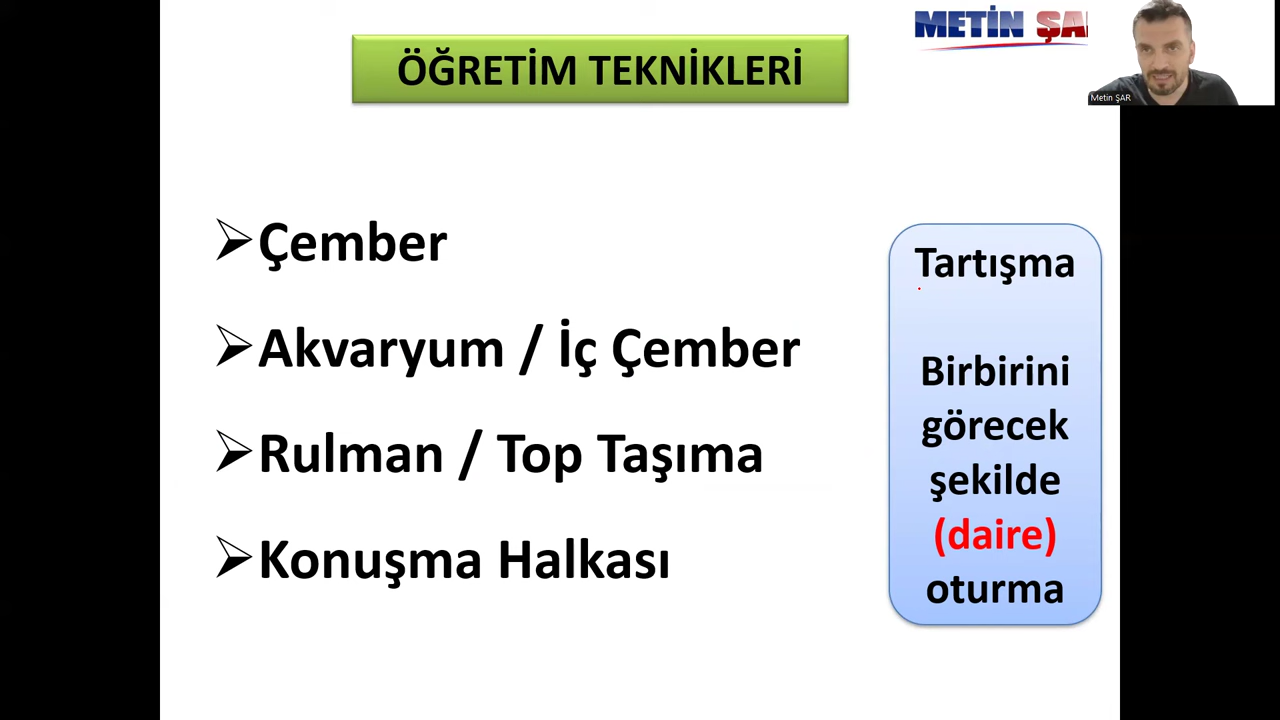 METİN ŞA
Metin ŞAR
ÖĞRETİM TEKNİKLERİ
Çember
Akvaryum / İç Çember
Rulman / Top Taşıma
Konuşma Halkası
Tartışma
Birbirini
görecek
şekilde
(daire)
oturma